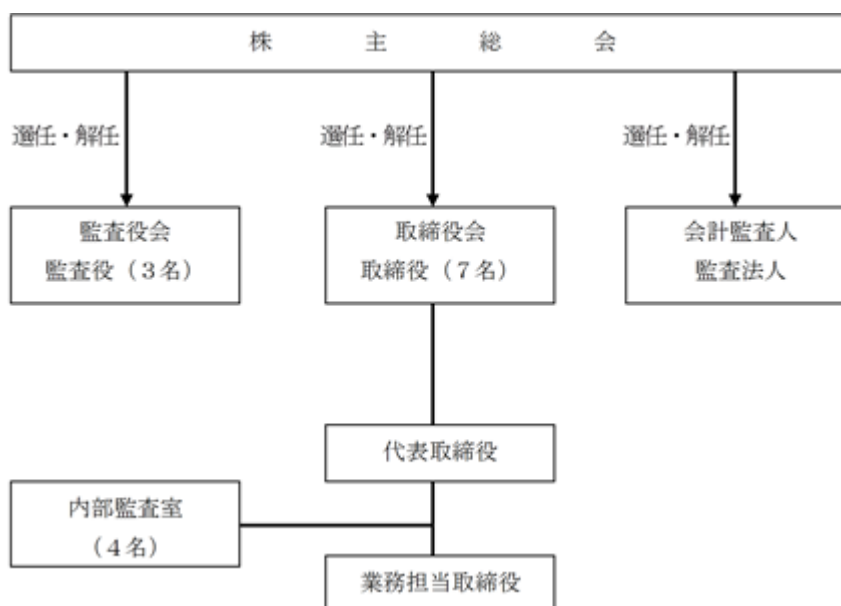 株主総会
選任・解任
選任・解任
選任・解任
監査役会
監査役（３名）
取締役会
取締役（７名）
会計監査人
監査法人
代表取締役
内部監査室
（４名）
業務担当取締役